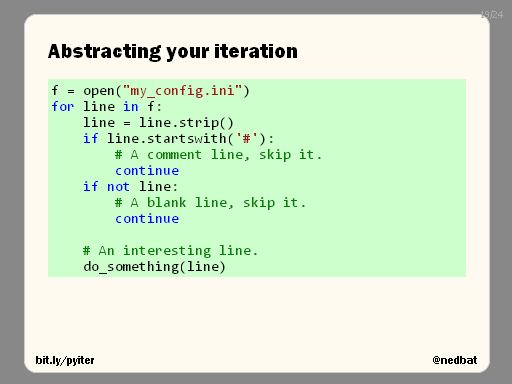 19/24
Abstracting your iteration
f = open("my_config.ini")
for line in f:
    line = line.strip()
    if line.startswith('#'):
        # A comment line, skip it.
        continue
    if not line:
        # A blank line, skip it.
        continue

    # An interesting line.
    do_something(line)
bit.ly/pyiter
@nedbat